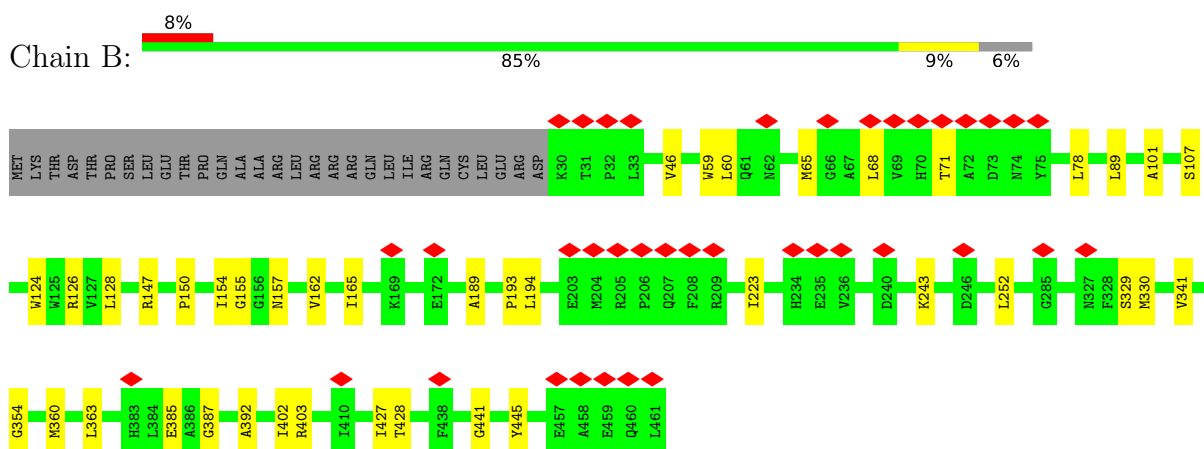 8%
Chain B:
85% 9% 6%
MET LYS THR ASP THR PRO SER LEU GLU THR PRO GLN ALA ALA ARG LEU ARG ARG ARG GLN LEU ILE ARG GLN CYS LEU GLU ARG ASP K30 T31 P32 L33 V46 W59 L60 Q61 N62 M65 G66 A67 L68 V69 H70 T71 A72 D73 N74 Y75 L78 L89 A101 S107
W124 W125 R126 V127 L128 R147 P150 I154 G155 G156 N157 V162 I165 K169 E172 A189 P193 L194 E203 M204 R205 P206 Q207 F208 R209 I223 H234 E235 V236 D240 K243 D246 L252 G285 N327 F328 S329 M330 V341
G354 M360 L363 H383 L384 E385 A386 G387 A392 I402 R403 I410 I427 T428 F438 G441 Y445 E457 A458 E459 Q460 L461